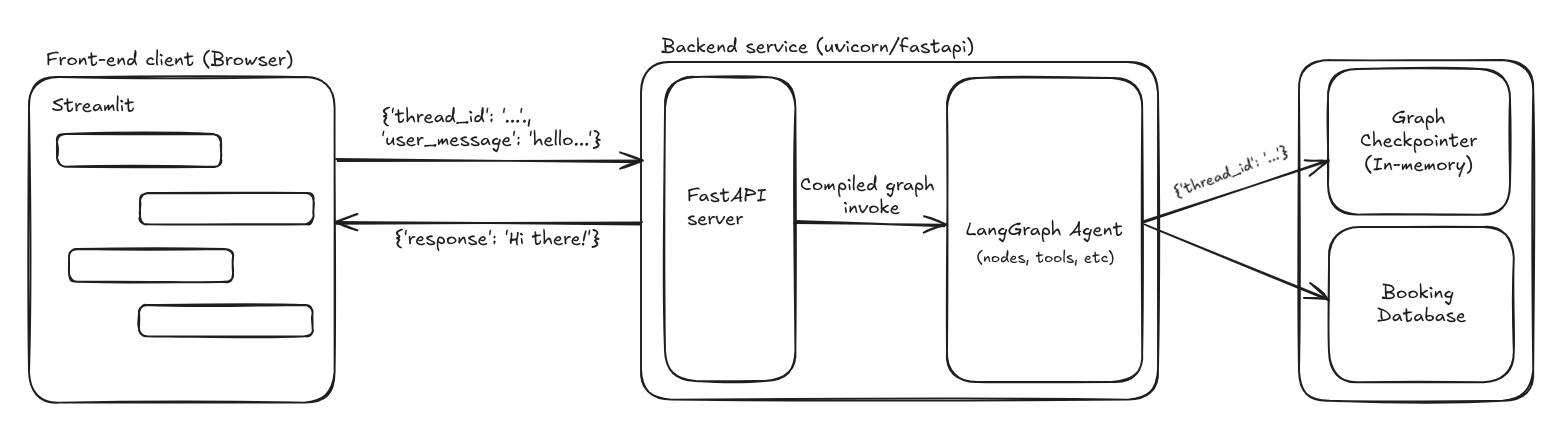 Front-end client (Browser)
Streamlit
{'thread_id': '...'.,
'user_message': 'hello...'}
{'response': 'Hi there!'}
Backend service (uvicorn/fastapi)
FastAPI
server
Compiled graph
invoke
LangGraph Agent
(nodes, tools, etc)
{'thread_id': '...'}
Graph
Checkpointer
(In-memory)
Booking
Database